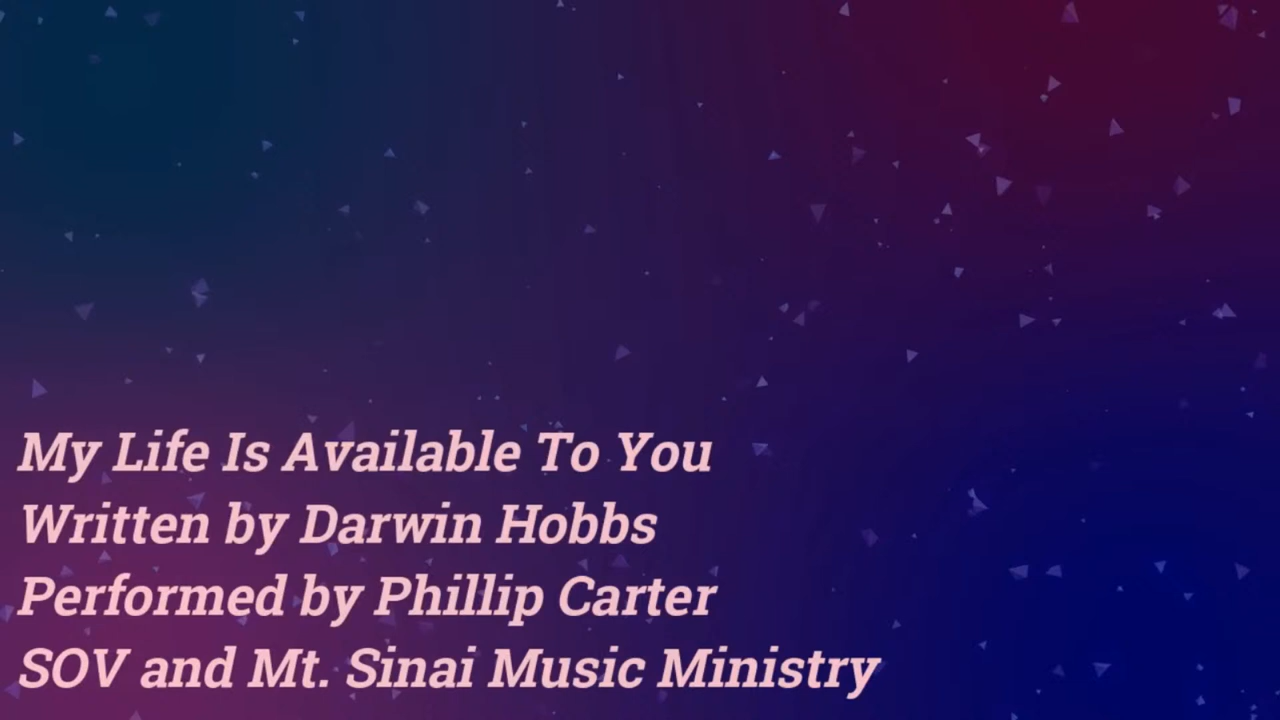 My Life Is Available To You
Written by Darwin Hobbs
Performed by Phillip Carter
SOV and Mt. Sinai Music Ministry